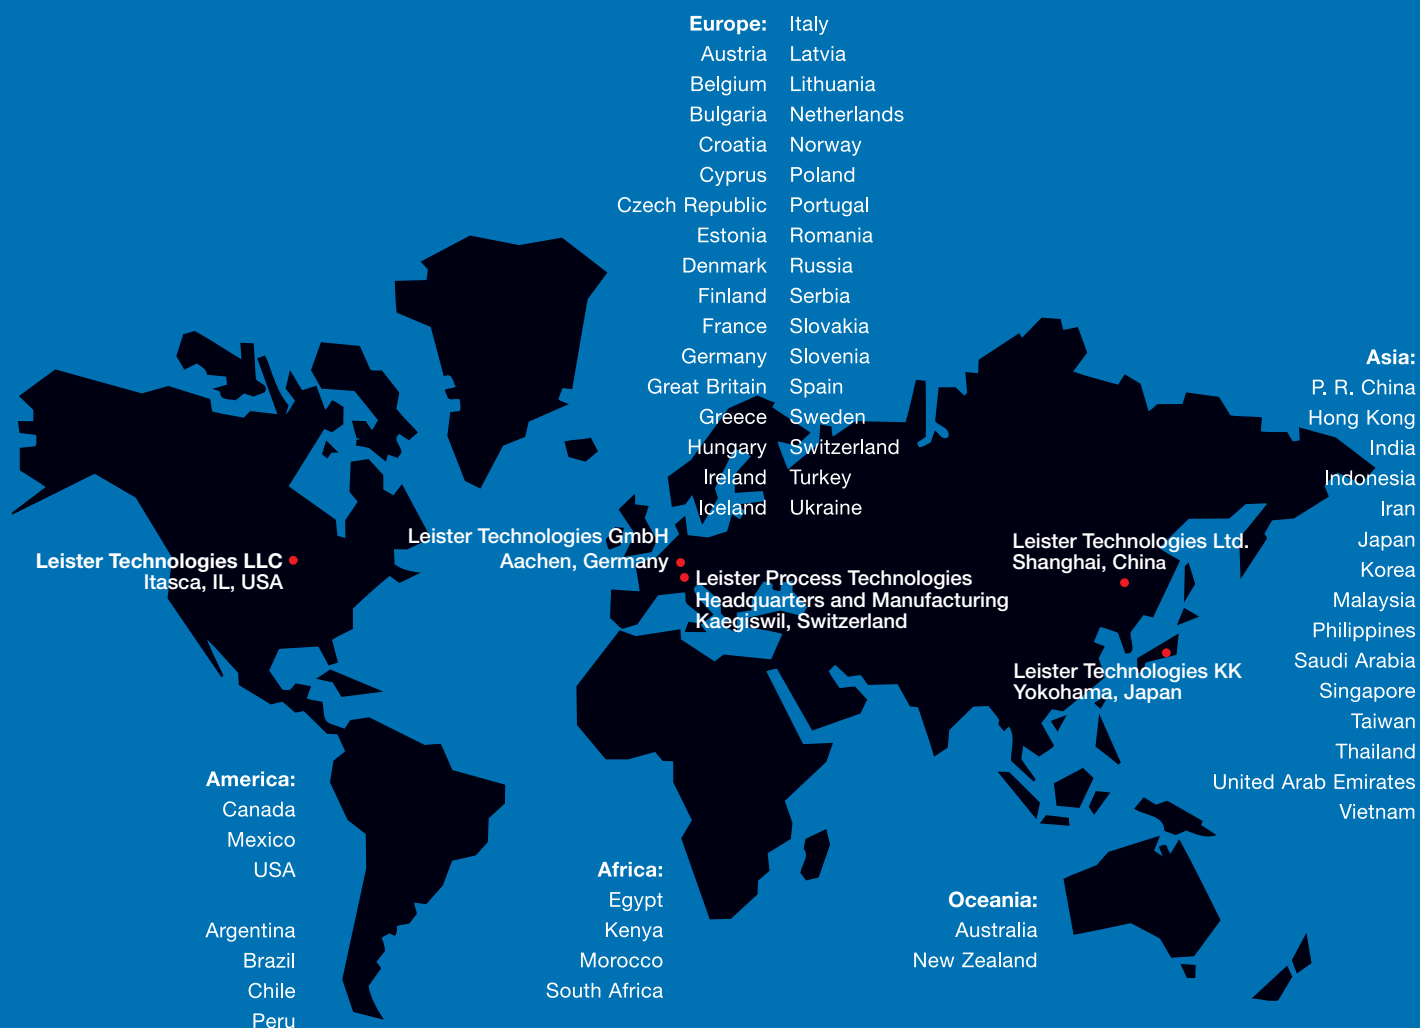 Europe:
Austria
Belgium
Bulgaria
Croatia
Cyprus
Czech Republic
Estonia
Denmark
Finland
France
Germany
Great Britain
Greece
Hungary
Ireland
Iceland
Italy
Latvia
Lithuania
Netherlands
Norway
Poland
Portugal
Romania
Russia
Serbia
Slovakia
Slovenia
Spain
Sweden
Switzerland
Turkey
Ukraine
Asia:
P. R. China
Hong Kong
India
Indonesia
Iran
Japan
Korea
Malaysia
Philippines
Saudi Arabia
Singapore
Taiwan
Thailand
United Arab Emirates
Vietnam
Leister Technologies LLC
Itasca, IL, USA
Leister Technologies GmbH
Aachen, Germany
Leister Process Technologies
Headquarters and Manufacturing
Kaegiswil, Switzerland
Leister Technologies Ltd.
Shanghai, China
Leister Technologies KK
Yokohama, Japan
America:
Canada
Mexico
USA
Argentina
Brazil
Chile
Peru
Africa:
Egypt
Kenya
Morocco
South Africa
Oceania:
Australia
New Zealand